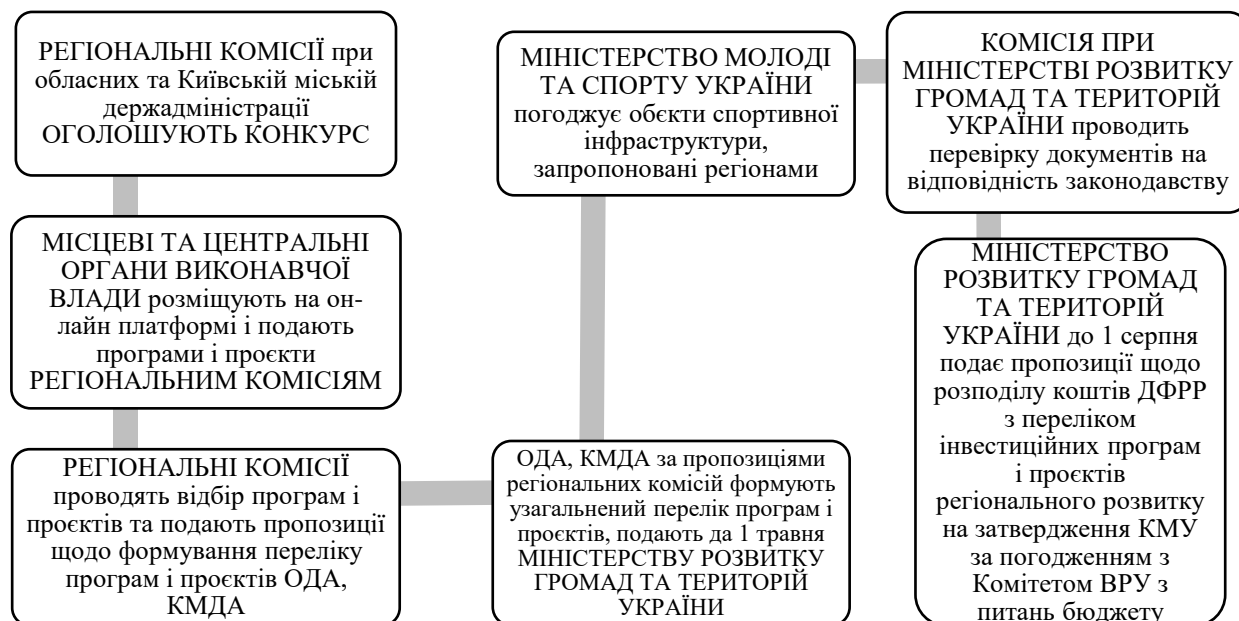 РЕГІОНАЛЬНІ КОМІСІЇ при
обласних та Київській міській
держадміністрації
ОГОЛОШУЮТЬ КОНКУРС
МІСЦЕВІ ТА ЦЕНТРАЛЬНІ
ОРГАНИ ВИКОНАВЧОЇ
ВЛАДИ розміщують на он-
лайн платформі і подають
програми і проєкти
РЕГІОНАЛЬНИМ КОМІСІЯМ
РЕГІОНАЛЬНІ КОМІСІЇ
проводять відбір програм і
проєктів та подають пропозиції
щодо формування переліку
програм і проєктів ОДА,
КМДА
ОДА, КМДА за пропозиціями
регіональних комісій формують
узагальнений перелік програм і
проєктів, подають да 1 травня
МІНІСТЕРСТВУ РОЗВИТКУ
ГРОМАД ТА ТЕРИТОРІЙ
УКРАЇНИ
МІНІСТЕРСТВО МОЛОДІ
ТА СПОРТУ УКРАЇНИ
погоджує обєкти спортивної
інфраструктури,
запропоновані регіонами
КОМІСІЯ ПРИ
МІНІСТЕРСТВІ РОЗВИТКУ
ГРОМАД ТА ТЕРИТОРІЙ
УКРАЇНИ проводить
перевірку документів на
відповідність законодавству
МІНІСТЕРСТВО
РОЗВИТКУ ГРОМАД
ТА ТЕРИТОРІЙ
УКРАЇНИ до 1 серпня
подає пропозиції щодо
розподілу коштів ДФРР
з переліком
інвестиційних програм
і проєктів
регіонального розвитку
на затвердження КМУ
за погодженням з
Комітетом ВРУ з
питань бюджету